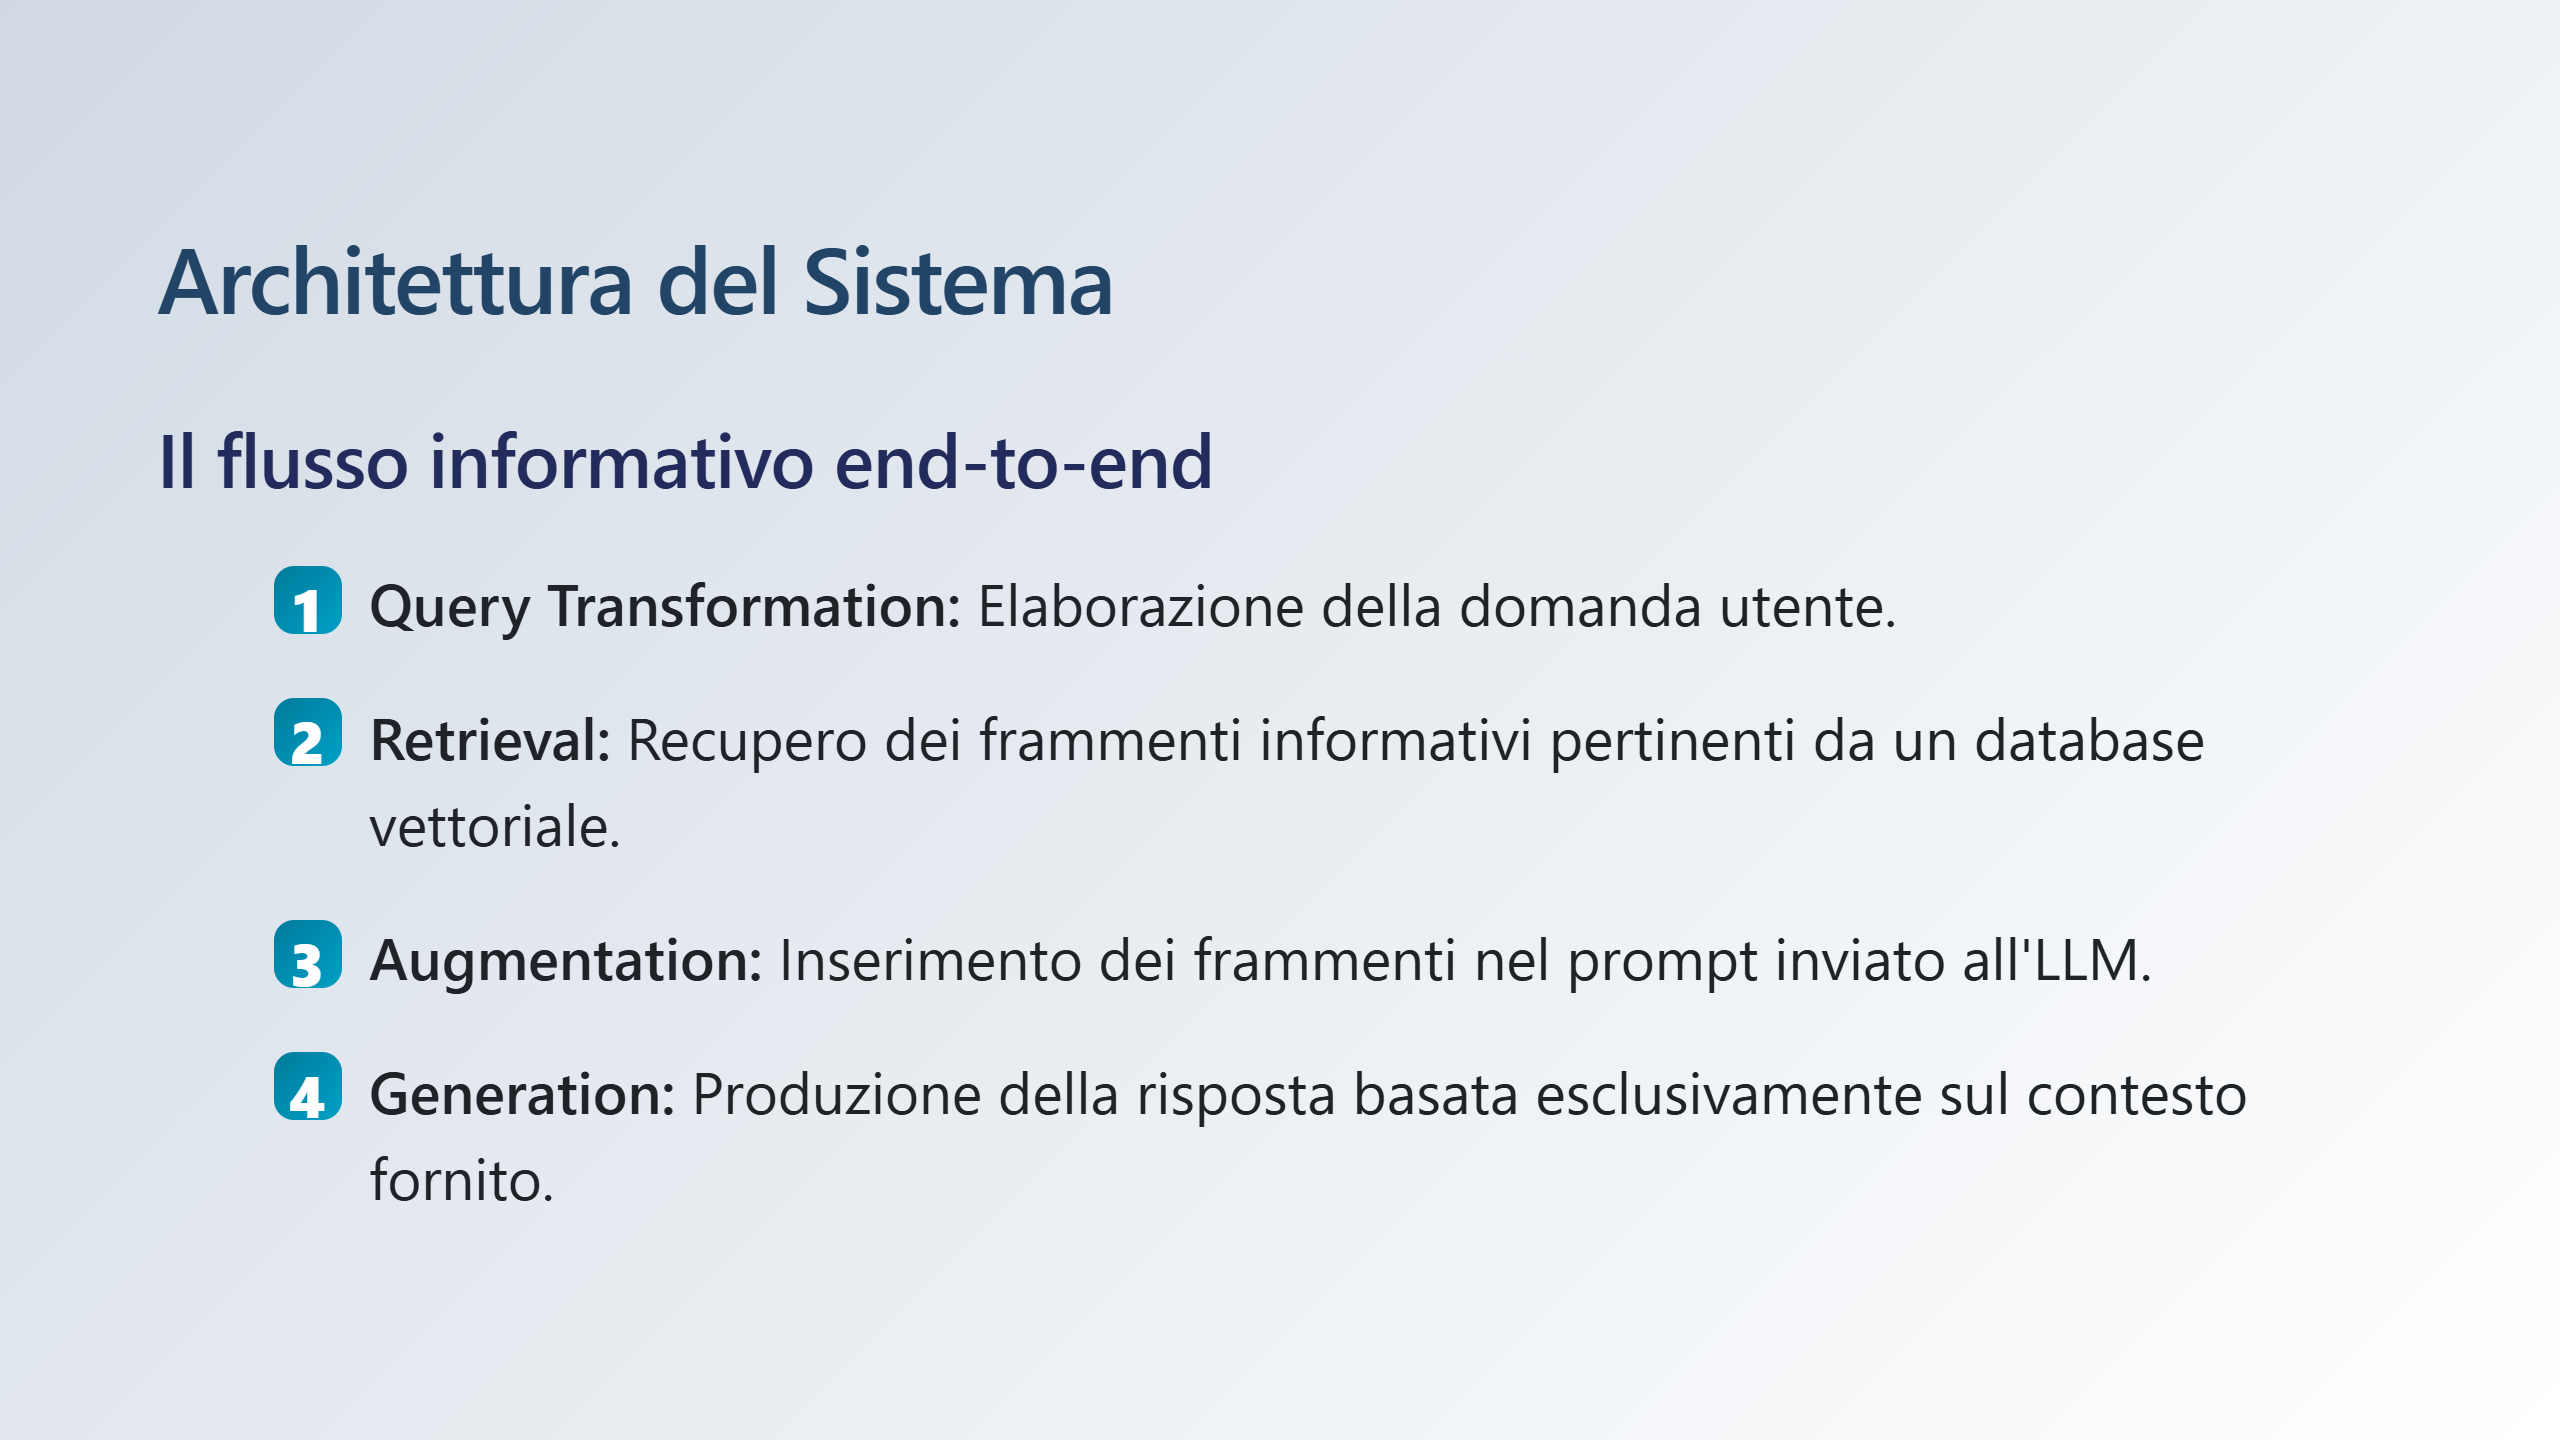 Architettura del Sistema
Il flusso informativo end-to-end
1 Query Transformation: Elaborazione della domanda utente.
2 Retrieval: Recupero dei frammenti informativi pertinenti da un database
vettoriale.
3 Augmentation: Inserimento dei frammenti nel prompt inviato all'LLM.
4 Generation: Produzione della risposta basata esclusivamente sul contesto
fornito.